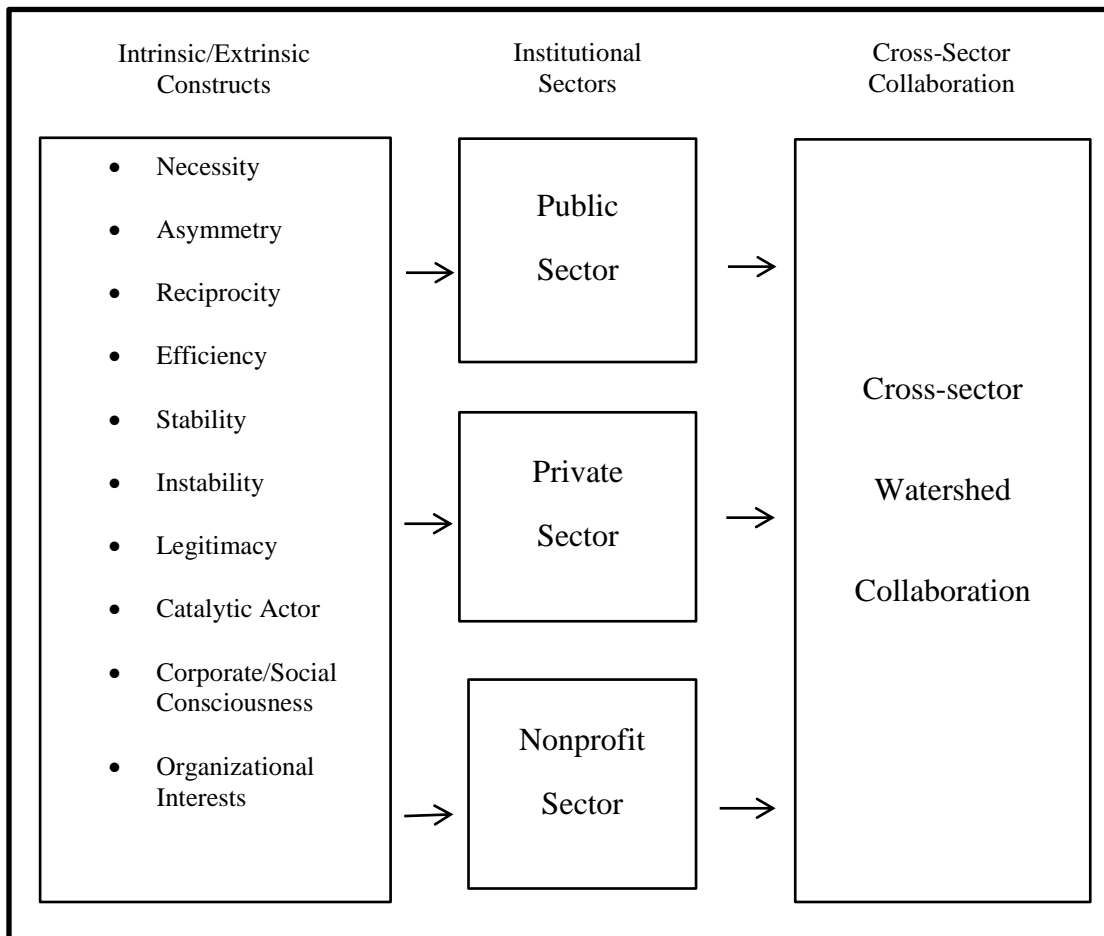 Intrinsic/Extrinsic
Constructs
Institutional
Sectors
Cross-Sector
Collaboration
• Necessity
• Asymmetry
• Reciprocity
• Efficiency
• Stability
• Instability
• Legitimacy
• Catalytic Actor
• Corporate/Social
Consciousness
• Organizational
Interests
Public
Sector
Private
Sector
Nonprofit
Sector
Cross-sector
Watershed
Collaboration